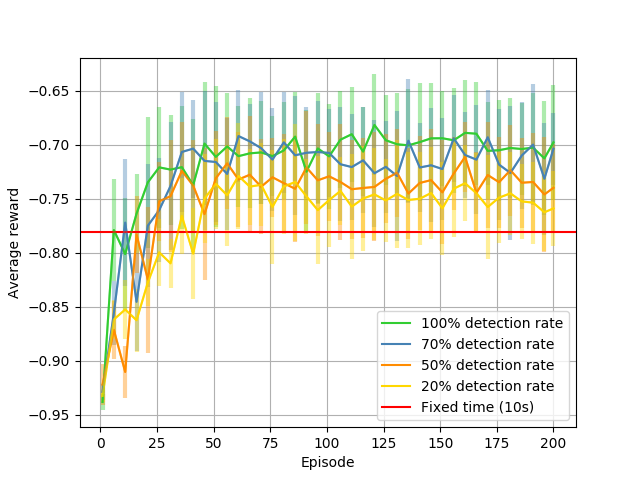 −0.65
−0.70
−0.75
−0.80
−0.85
−0.90
−0.95
Average reward
100% detection rate
70% detection rate
50% detection rate
20% detection rate
Fixed time (10s)
0
25
50
75
100
125
150
175
200
Episode